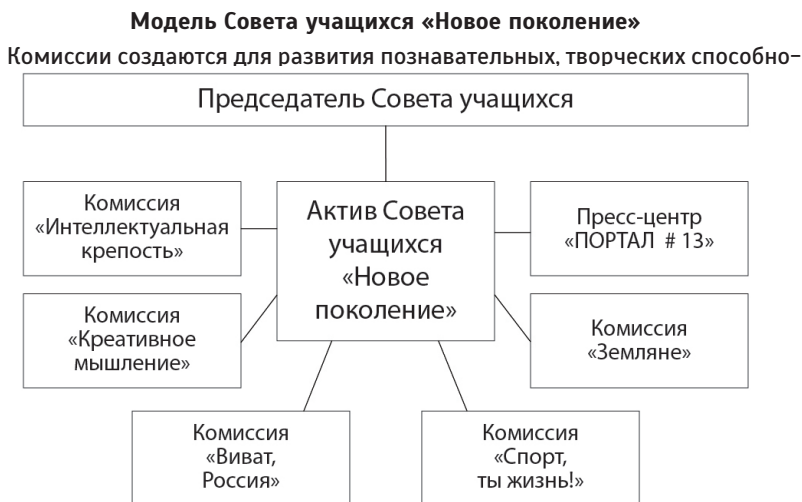 Модель Совета учащихся «Новое поколение»
Комиссии создаются для развития познавательных, творческих способно-
Председатель Совета учащихся
Комиссия
«Интеллектуальная
крепость»
Актив Совета
учащихся
«Новое
поколение»
Пресс-центр
«ПОРТАЛ # 13»
Комиссия
«Креативное
мышление»
Комиссия
«Земляне»
Комиссия
«Виват,
Россия»
Комиссия
«Спорт,
ты жизнь!»